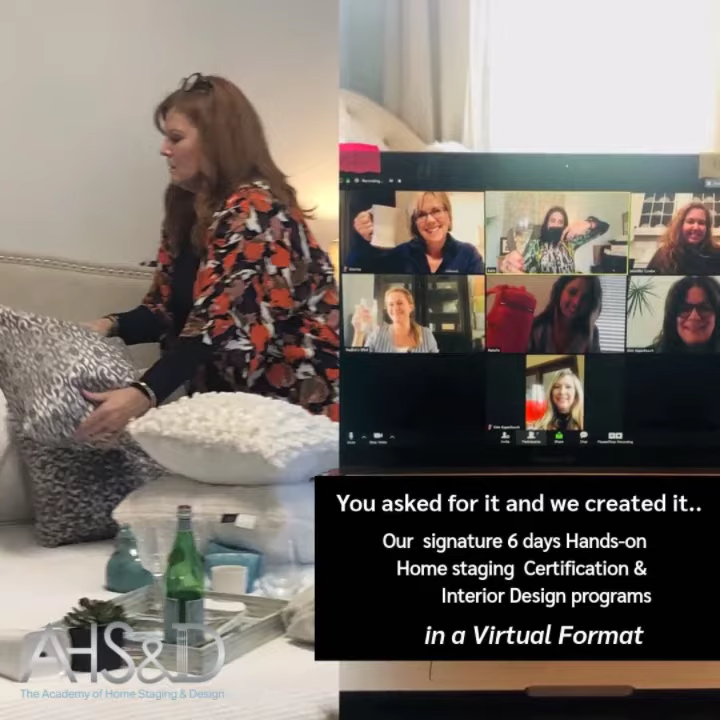 You asked for it and we created it..
Our signature 6 days Hands-on
Home staging Certification &
Interior Design programs
in a Virtual Format
AHS&D
The Academy of Home Staging & Design